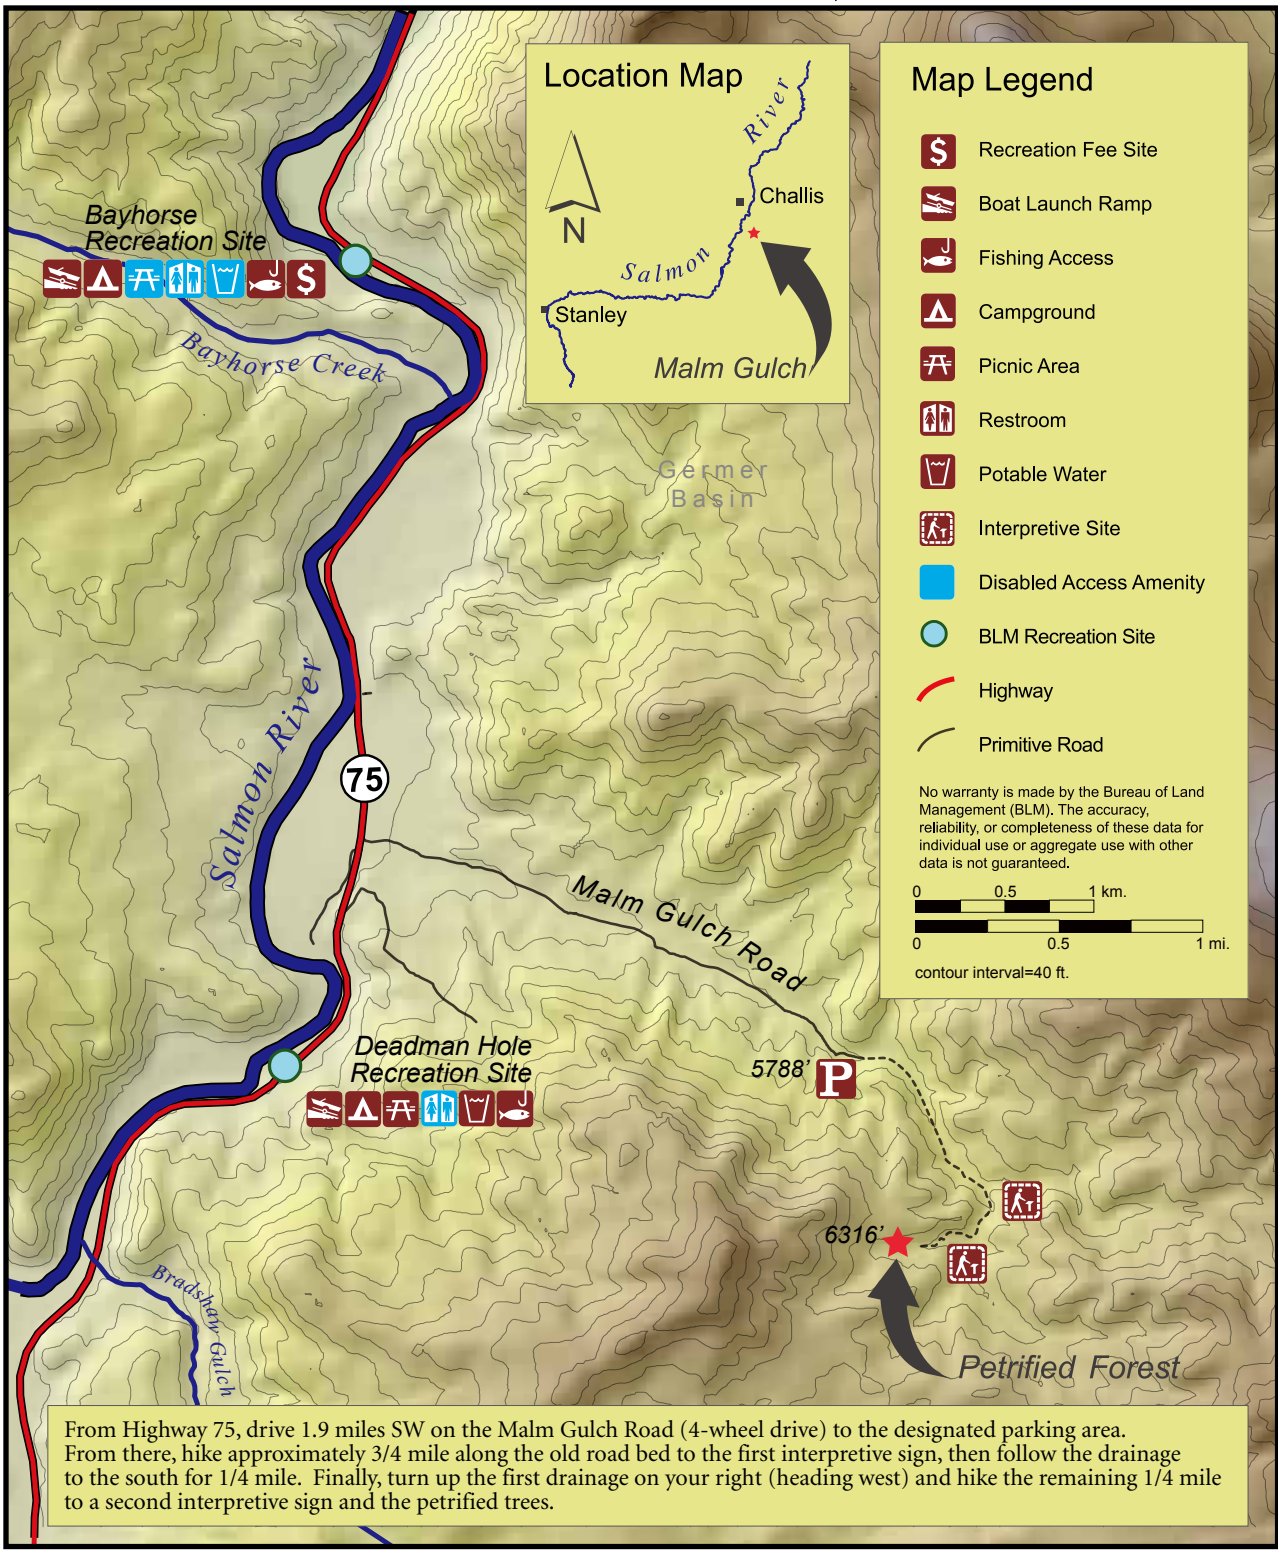 Location Map
N
River
Challis
Salmon
Stanley
Malm Gulch
Map Legend
$ Recreation Fee Site
Boat Launch Ramp
Fishing Access
Campground
Picnic Area
Restroom
Potable Water
Interpretive Site
Disabled Access Amenity
BLM Recreation Site
Highway
Primitive Road
No warranty is made by the Bureau of Land
Management (BLM). The accuracy,
reliability, or completeness of these data for
individual use or aggregate use with other
data is not guaranteed.
0 0.5 1 km.
0 0.5 1 mi.
contour interval=40 ft.
Bayhorse
Recreation Site
$
Bayhorse Creek
Germer
Basin
Salmon River
75
Malm Gulch Road
Deadman Hole
Recreation Site
5788'
P
6316'
Bradshaw Gulch
Petrified Forest
From Highway 75, drive 1.9 miles SW on the Malm Gulch Road (4-wheel drive) to the designated parking area.
From there, hike approximately 3/4 mile along the old road bed to the first interpretive sign, then follow the drainage
to the south for 1/4 mile. Finally, turn up the first drainage on your right (heading west) and hike the remaining 1/4 mile
to a second interpretive sign and the petrified trees.